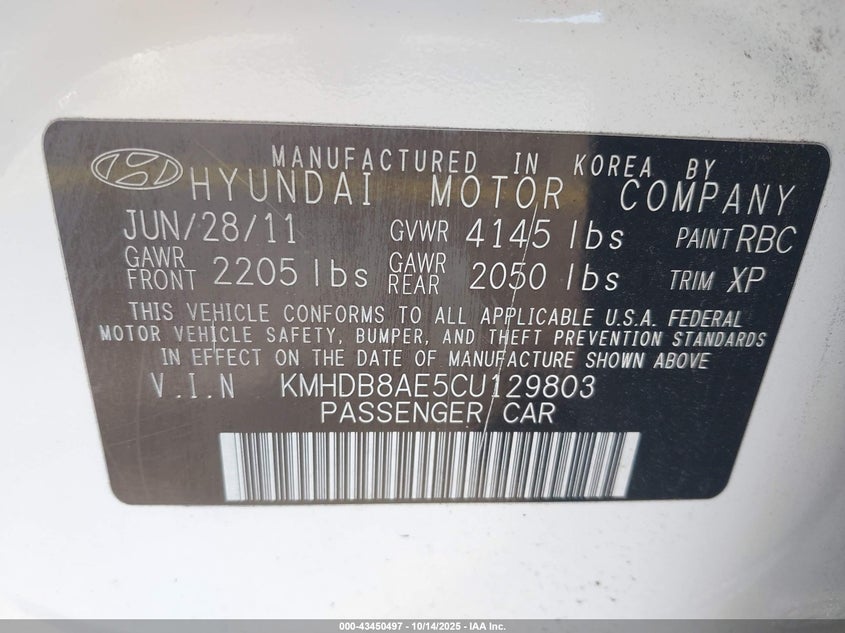 MANUFACTURED IN KOREA BY
HYUNDAI MOTOR COMPANY
JUN/28/11 GVWR 4145 lbs PAINT RBC
GAWR FRONT 2205 lbs GAWR REAR 2050 lbs TRIM XP
THIS VEHICLE CONFORMS TO ALL APPLICABLE U.S.A. FEDERAL
MOTOR VEHICLE SAFETY, BUMPER, AND THEFT PREVENTION STANDARDS
IN EFFECT ON THE DATE OF MANUFACTURE SHOWN ABOVE
V.I.N KMHDB8AE5CU129803
PASSENGER CAR
000-43450497 - 10/14/2025 - IAA Inc.